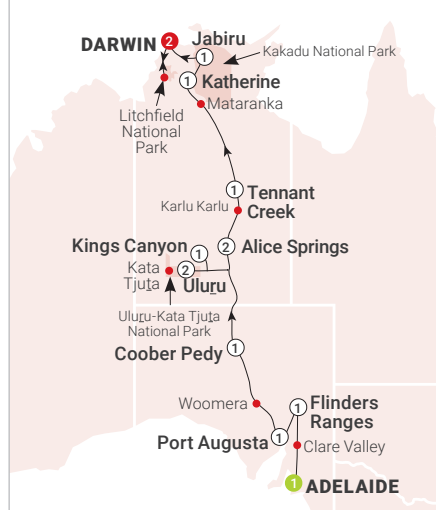 DARWIN 2
Jabiru
1
Kakadu National Park
1 Katherine
Mataranka
Litchfield
National
Park
1 Tennant
Creek
Karlu Karlu
Kings Canyon 1
2 Alice Springs
Kata
Tjuṯa
2
Uluṟu
Uluṟu-Kata Tjuṯa
National Park
Coober Pedy 1
Woomera
1 Flinders
Ranges
Port Augusta 1
Clare Valley
1 ADELAIDE